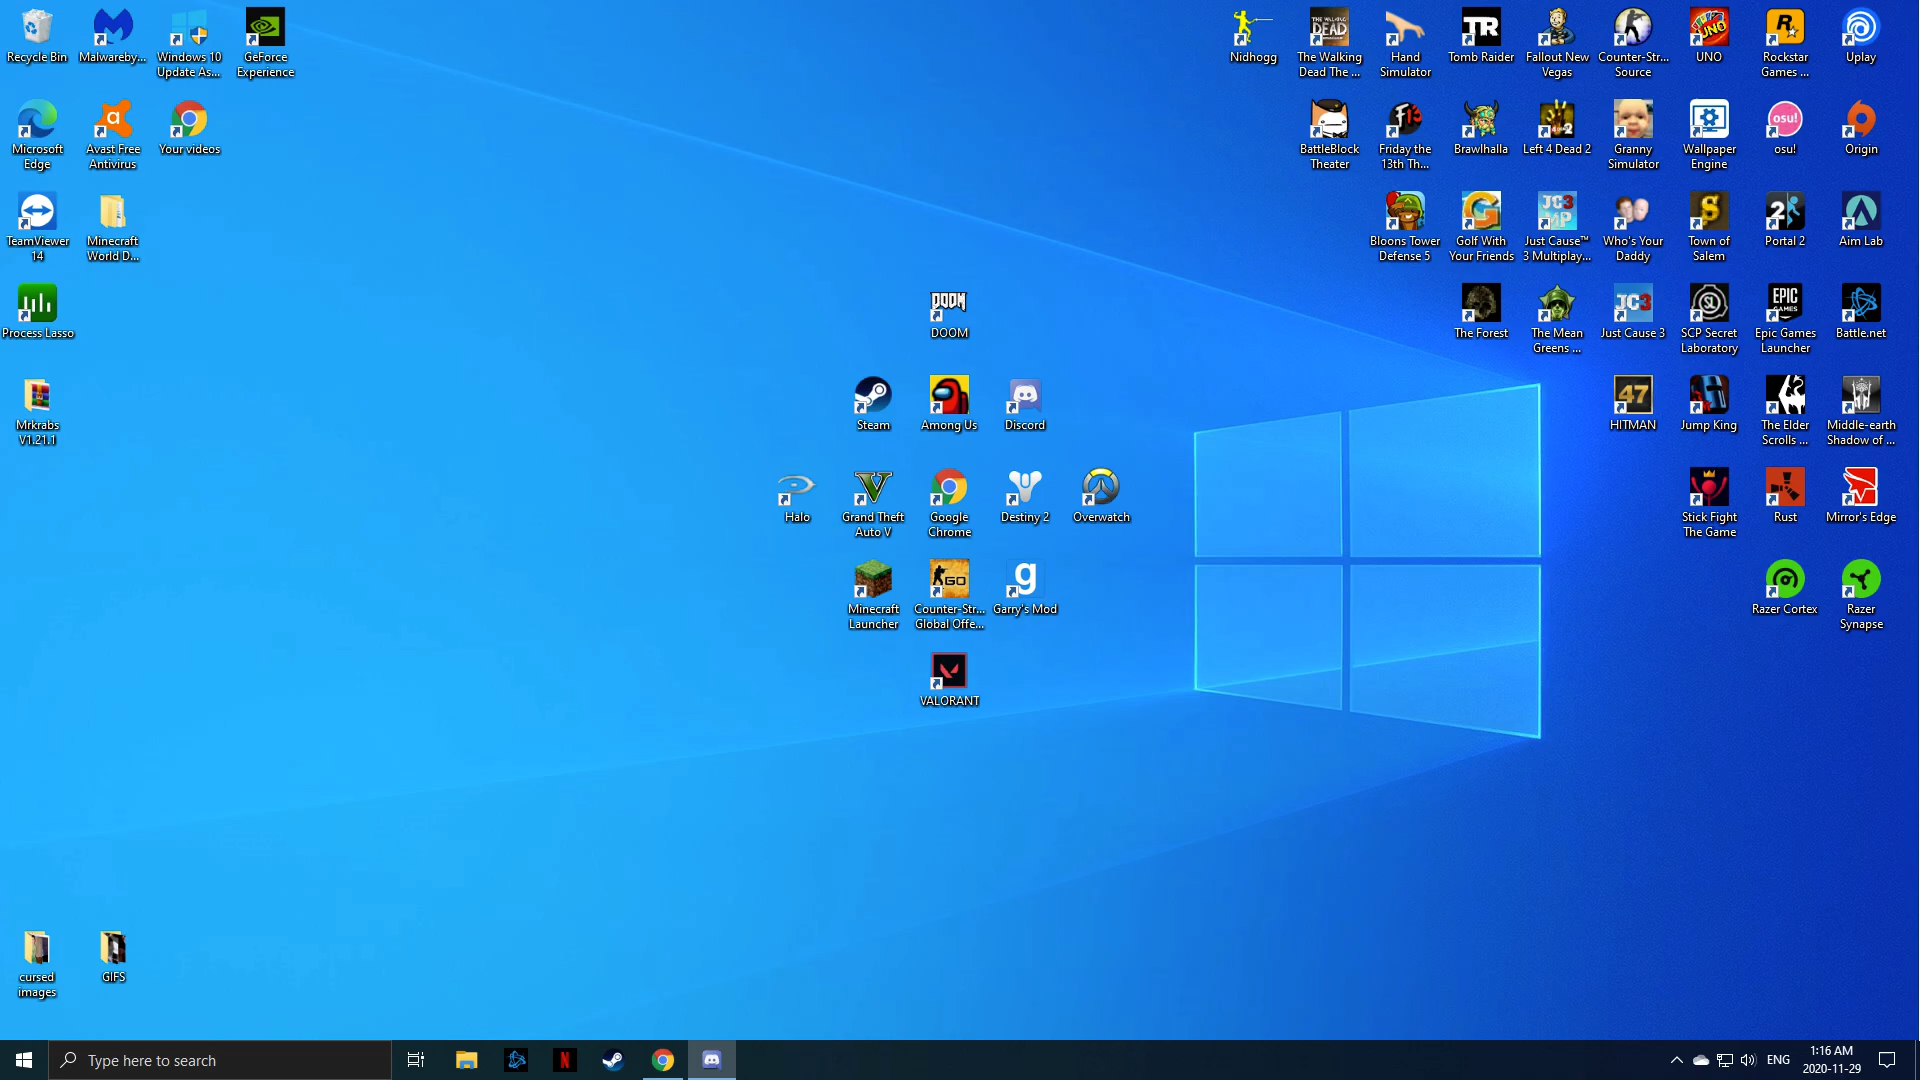 Recycle Bin
Malwareby...
Windows 10
Update As...
GeForce
Experience
Nidhogg
The Walking
Dead The ...
Hand
Simulator
Tomb Raider
Fallout New
Vegas
Counter-Str...
Source
UNO
Rockstar
Games ...
Uplay
Microsoft
Edge
Avast Free
Antivirus
Your videos
BattleBlock
Theater
Friday the
13th Th...
Brawlhalla
Left 4 Dead 2
Granny
Simulator
Wallpaper
Engine
osu!
Origin
TeamViewer
14
Minecraft
World D...
Bloons Tower
Defense 5
Golf With
Your Friends
Just Cause™
3 Multiplay...
Who's Your
Daddy
Town of
Salem
Portal 2
Aim Lab
Process Lasso
DOOM
The Forest
The Mean
Greens ...
Just Cause 3
SCP Secret
Laboratory
Epic Games
Launcher
Battle.net
Mrkrabs
V1.21.1
Steam
Among Us
Discord
HITMAN
Jump King
The Elder
Scrolls ...
Middle-earth
Shadow of ...
Halo
Grand Theft
Auto V
Google
Chrome
Destiny 2
Overwatch
Stick Fight
The Game
Rust
Mirror's Edge
Minecraft
Launcher
Counter-Str...
Global Offe...
Garry's Mod
Razer Cortex
Razer
Synapse
VALORANT
cursed
images
GIFS
Type here to search
ENG
1:16 AM
2020-11-29